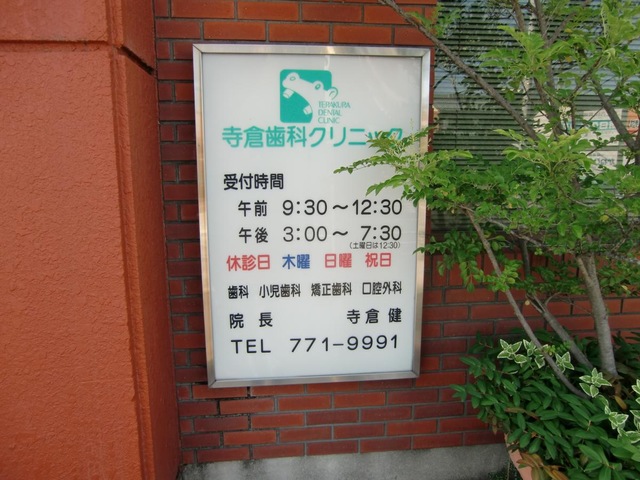 TERAKURA
DENTAL
CLINIC
寺倉歯科クリニック
受付時間
午前 9:30～12:30
午後 3:00～ 7:30
(土曜日は12:30)
休診日 木曜 日曜 祝日
歯科 小児歯科 矯正歯科 口腔外科
院長 寺倉 健
TEL 771-9991